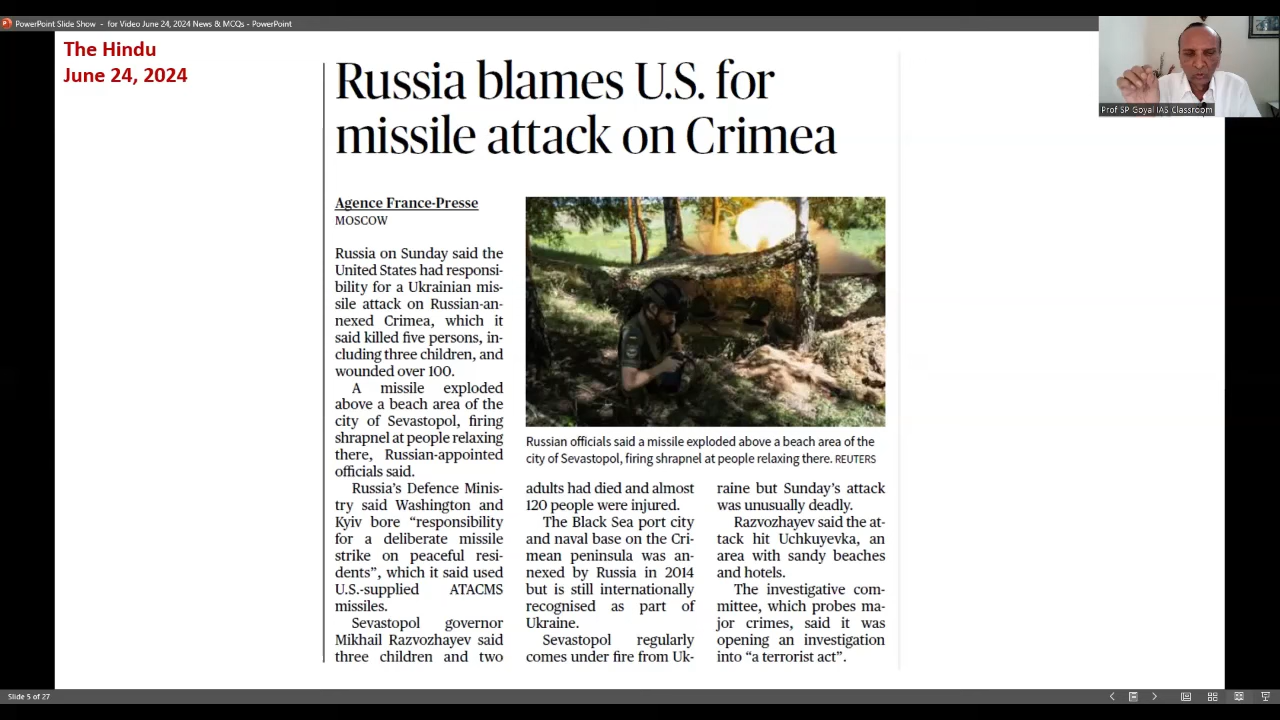 PowerPoint Slide Show - for Video June 24, 2024 News & MCQs - PowerPoint
The Hindu
June 24, 2024
Prof SP Goyal IAS Classroom
Russia blames U.S. for
missile attack on Crimea
Agence France-Presse
MOSCOW
Russia on Sunday said the
United States had responsi-
bility for a Ukrainian mis-
sile attack on Russian-an-
nexed Crimea, which it
said killed five persons, in-
cluding three children, and
wounded over 100.
A missile exploded
above a beach area of the
city of Sevastopol, firing
shrapnel at people relaxing
there, Russian-appointed
officials said.
Russia's Defence Minis-
try said Washington and
Kyiv bore “responsibility
for a deliberate missile
strike on peaceful resi-
dents”, which it said used
U.S.-supplied ATACMS
missiles.
Sevastopol governor
Mikhail Razvozhayev said
three children and two
Russian officials said a missile exploded above a beach area of the
city of Sevastopol, firing shrapnel at people relaxing there. REUTERS
adults had died and almost
120 people were injured.
The Black Sea port city
and naval base on the Cri-
mean peninsula was an-
nexed by Russia in 2014
but is still internationally
recognised as part of
Ukraine.
Sevastopol regularly
comes under fire from Uk-
raine but Sunday's attack
was unusually deadly.
Razvozhayev said the at-
tack hit Uchkuyevka, an
area with sandy beaches
and hotels.
The investigative com-
mittee, which probes ma-
jor crimes, said it was
opening an investigation
into “a terrorist act”.
Slide 5 of 27